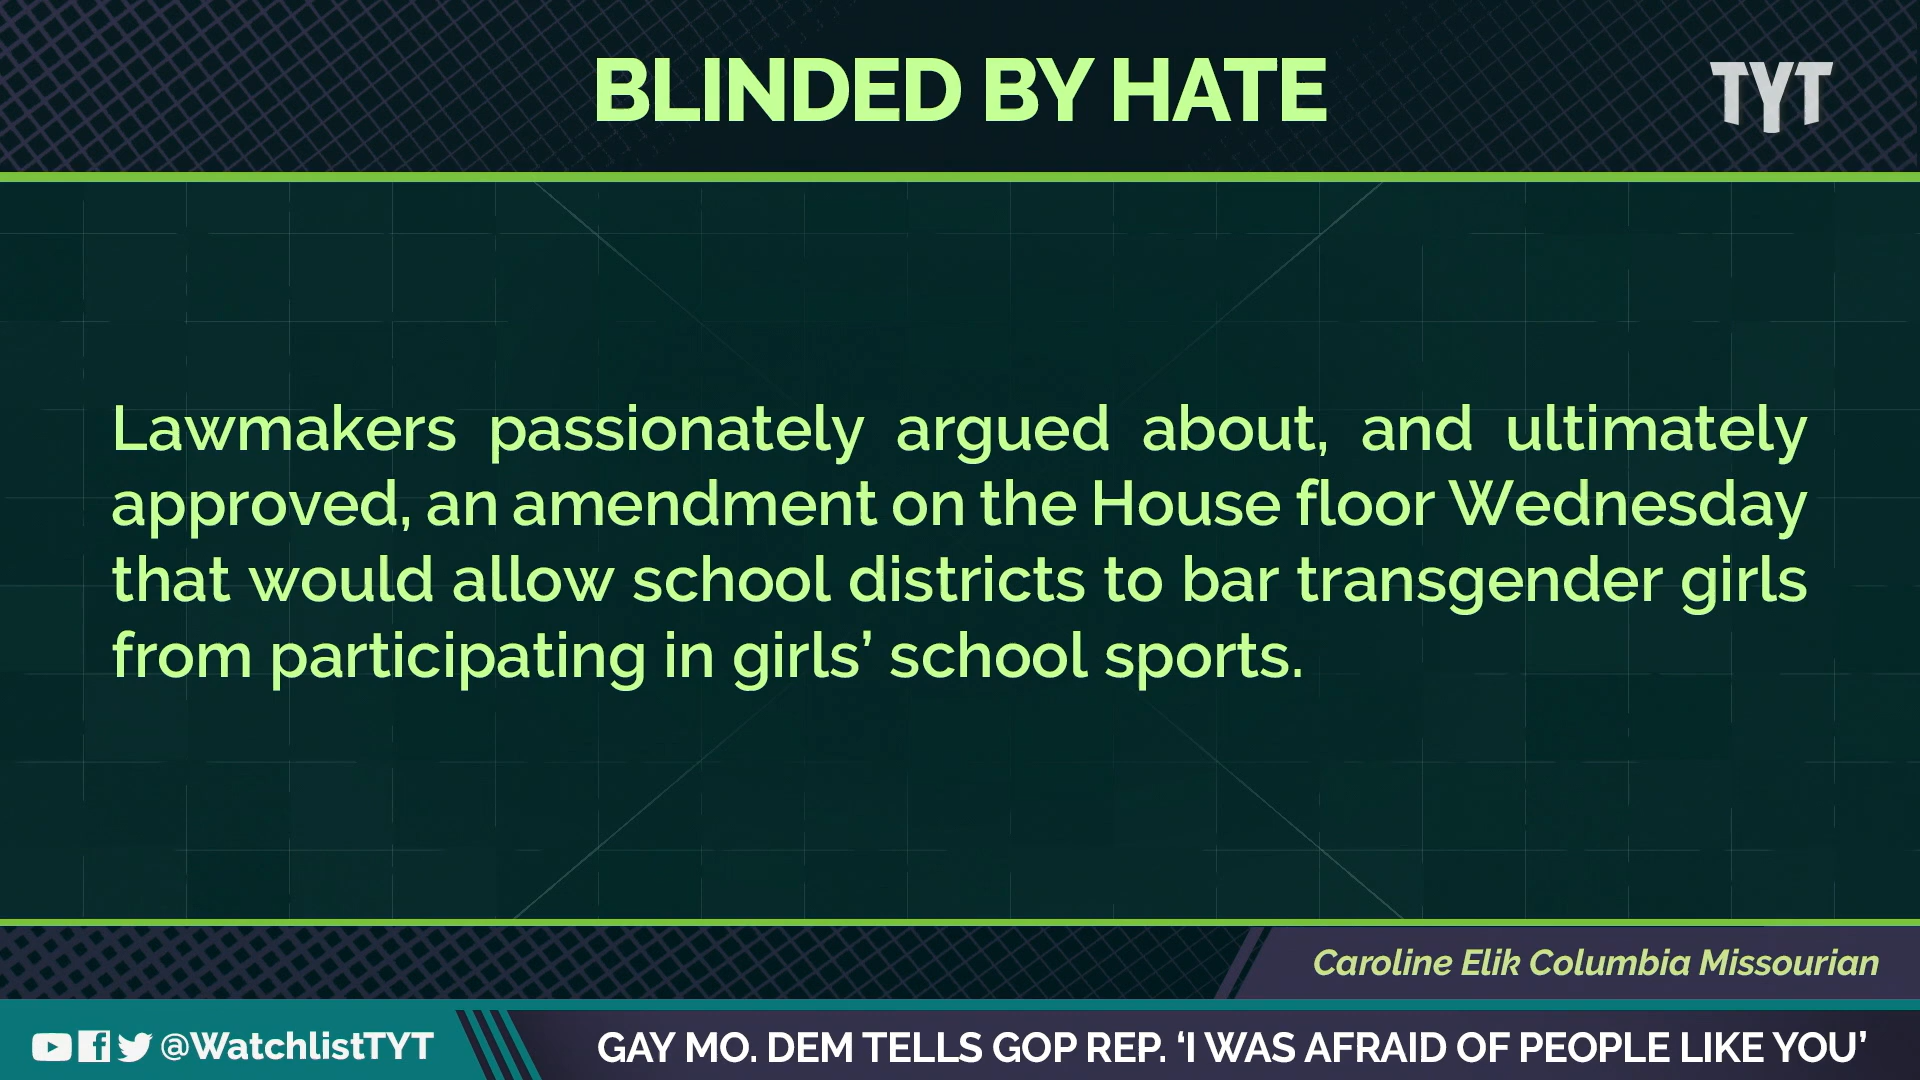 BLINDED BY HATE
TYT
Lawmakers passionately argued about, and ultimately
approved, an amendment on the House floor Wednesday
that would allow school districts to bar transgender girls
from participating in girls’ school sports.
Caroline Elik Columbia Missourian
@WatchlistTYT
GAY MO. DEM TELLS GOP REP. ‘I WAS AFRAID OF PEOPLE LIKE YOU’